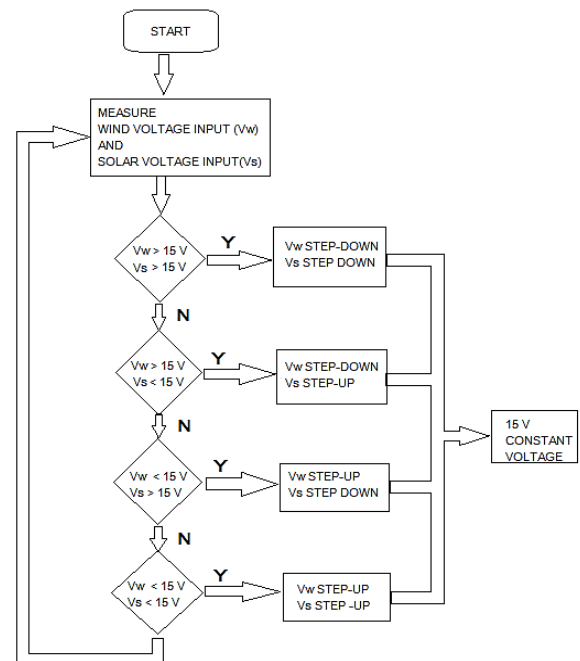 START
MEASURE
WIND VOLTAGE INPUT (Vw)
AND
SOLAR VOLTAGE INPUT(Vs)
Vw > 15 V
Vs > 15 V
Y
Vw STEP-DOWN
Vs STEP DOWN
N
Vw > 15 V
Vs < 15 V
Y
Vw STEP-DOWN
Vs STEP-UP
N
15 V
CONSTANT
VOLTAGE
Vw < 15 V
Vs > 15 V
Y
Vw STEP-UP
Vs STEP DOWN
N
Vw < 15 V
Vs < 15 V
Y
Vw STEP-UP
Vs STEP -UP